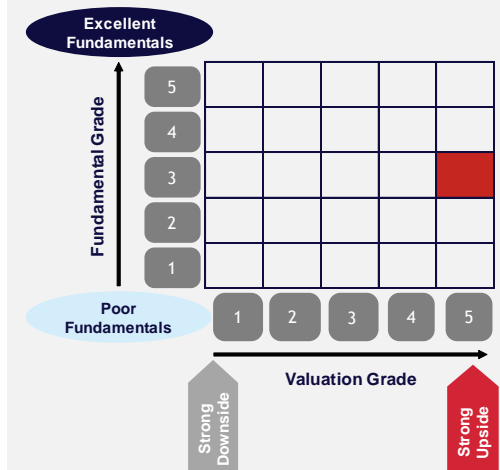 Excellent
Fundamentals
Fundamental Grade
5
4
3
2
1
Poor
Fundamentals
1
2
3
4
5
Valuation Grade
Strong
Downside
Strong
Upside